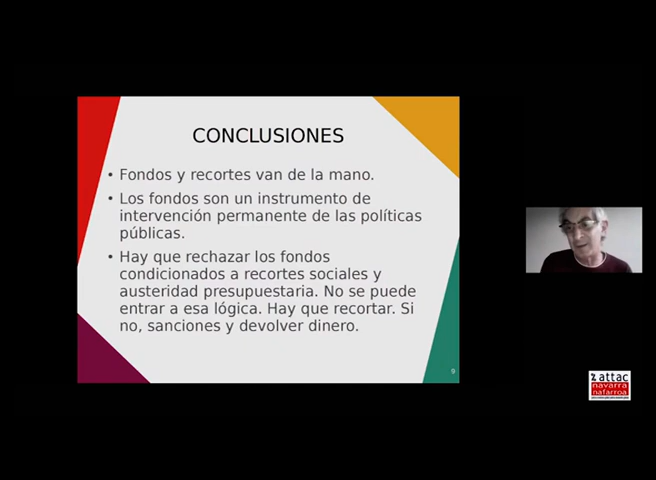 CONCLUSIONES
• Fondos y recortes van de la mano.
• Los fondos son un instrumento de
intervención permanente de las políticas
públicas.
• Hay que rechazar los fondos
condicionados a recortes sociales y
austeridad presupuestaria. No se puede
entrar a esa lógica. Hay que recortar. Si
no, sanciones y devolver dinero.
9
attac
navarra
nafarroa